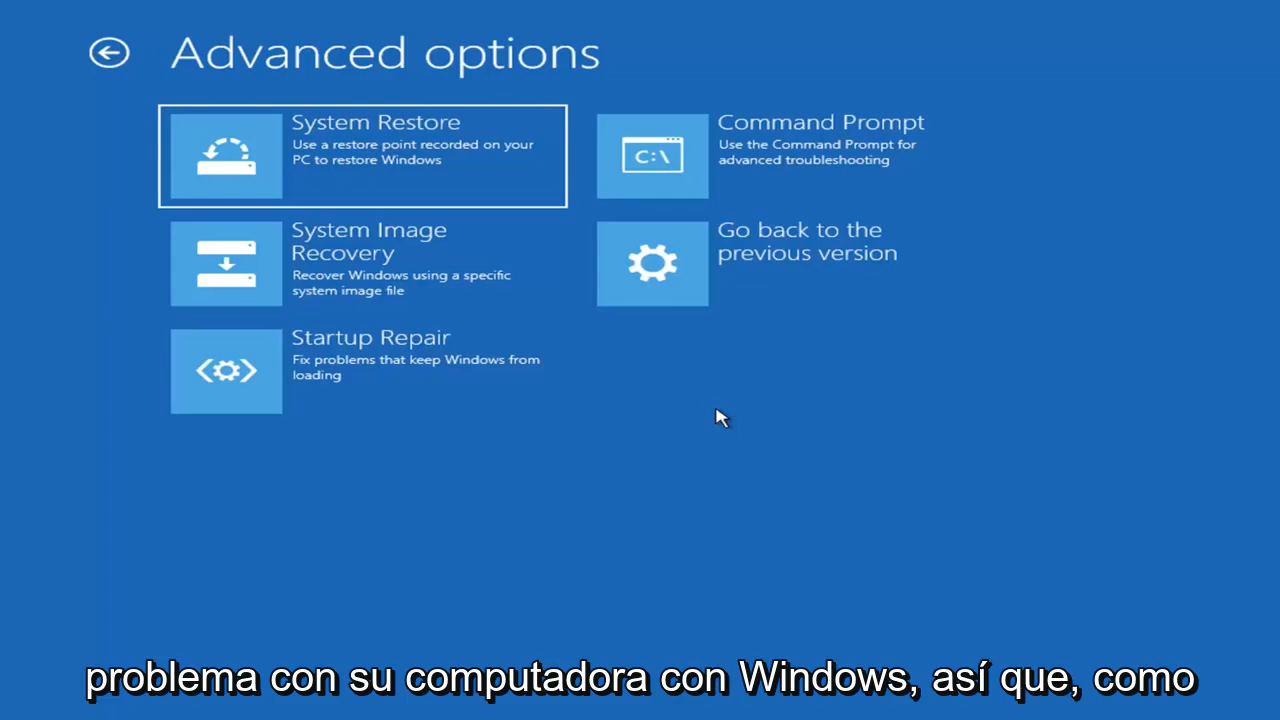 Advanced options
System Restore
Use a restore point recorded on your
PC to restore Windows
System Image
Recovery
Recover Windows using a specific
system image file
Startup Repair
Fix problems that keep Windows from
loading
C:\
Command Prompt
Use the Command Prompt for
advanced troubleshooting
Go back to the
previous version
problema con su computadora con Windows, así que, como